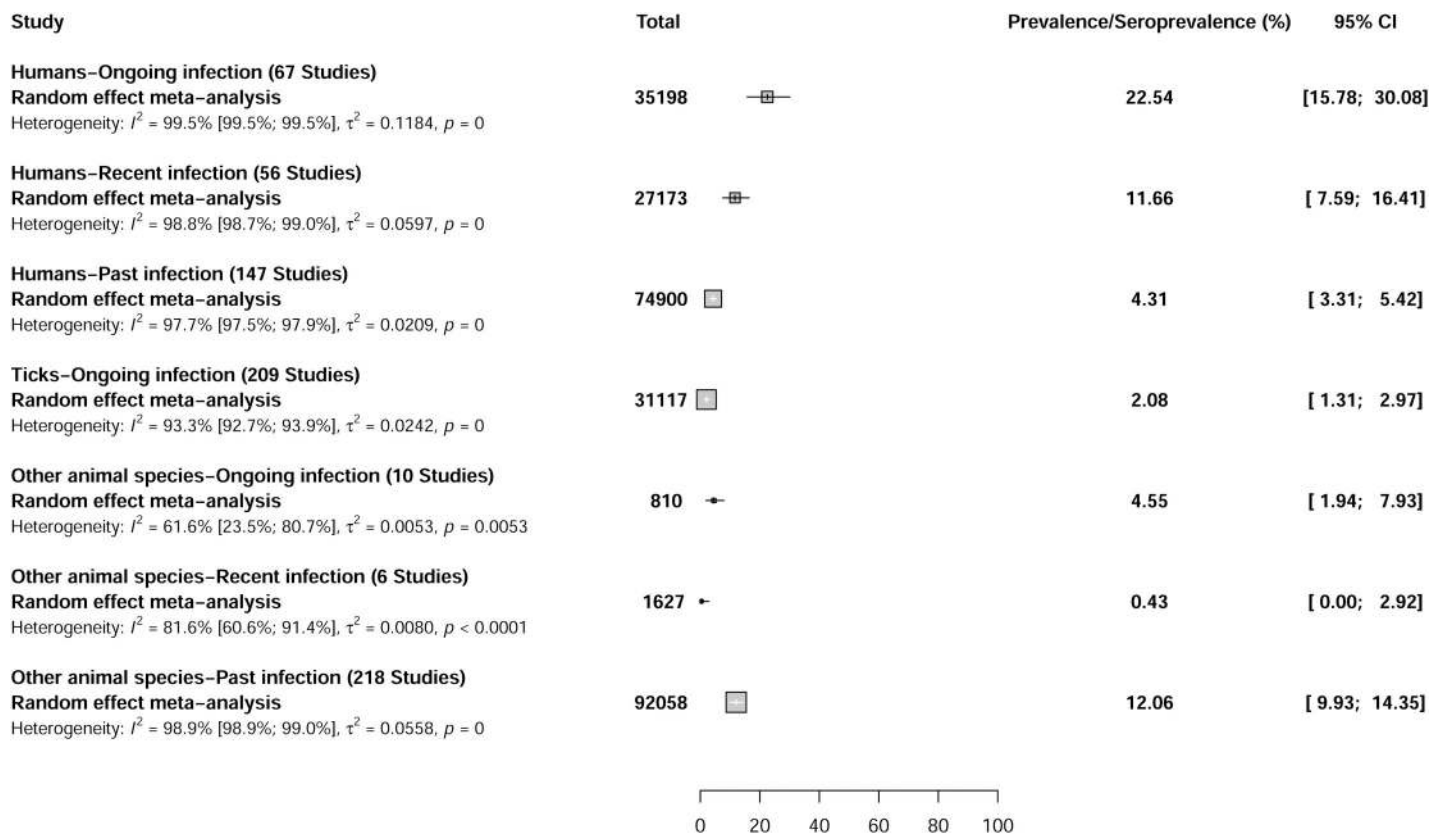 Study Total Prevalence/Seroprevalence (%) 95% CI
Humans–Ongoing infection (67 Studies)
Random effect meta−analysis 35198 22.54 [15.78; 30.08]
Heterogeneity: I² = 99.5% [99.5%; 99.5%], τ² = 0.1184, p = 0
Humans–Recent infection (56 Studies)
Random effect meta−analysis 27173 11.66 [ 7.59; 16.41]
Heterogeneity: I² = 98.8% [98.7%; 99.0%], τ² = 0.0597, p = 0
Humans–Past infection (147 Studies)
Random effect meta−analysis 74900 4.31 [ 3.31; 5.42]
Heterogeneity: I² = 97.7% [97.5%; 97.9%], τ² = 0.0209, p = 0
Ticks–Ongoing infection (209 Studies)
Random effect meta−analysis 31117 2.08 [ 1.31; 2.97]
Heterogeneity: I² = 93.3% [92.7%; 93.9%], τ² = 0.0242, p = 0
Other animal species–Ongoing infection (10 Studies)
Random effect meta−analysis 810 4.55 [ 1.94; 7.93]
Heterogeneity: I² = 61.6% [23.5%; 80.7%], τ² = 0.0053, p = 0.0053
Other animal species–Recent infection (6 Studies)
Random effect meta−analysis 1627 0.43 [ 0.00; 2.92]
Heterogeneity: I² = 81.6% [60.6%; 91.4%], τ² = 0.0080, p < 0.0001
Other animal species–Past infection (218 Studies)
Random effect meta−analysis 92058 12.06 [ 9.93; 14.35]
Heterogeneity: I² = 98.9% [98.9%; 99.0%], τ² = 0.0558, p = 0
0 20 40 60 80 100